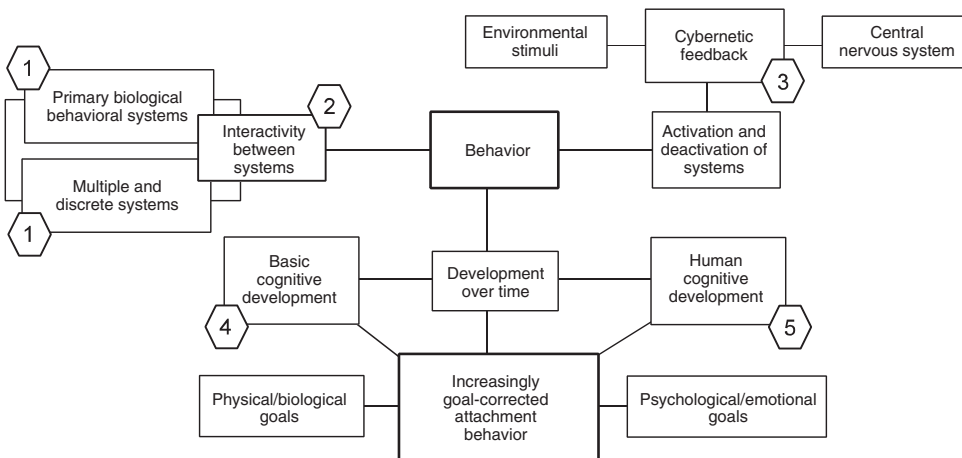 Environmental
stimuli
Cybernetic
feedback
Central
nervous system
3
1
Primary biological
behavioral systems
2
Interactivity
between
systems
Behavior
Activation and
deactivation of
systems
Multiple and
discrete systems
1
Basic
cognitive
development
4
Development
over time
Human
cognitive
development
5
Physical/biological
goals
Increasingly
goal-corrected
attachment
behavior
Psychological/emotional
goals